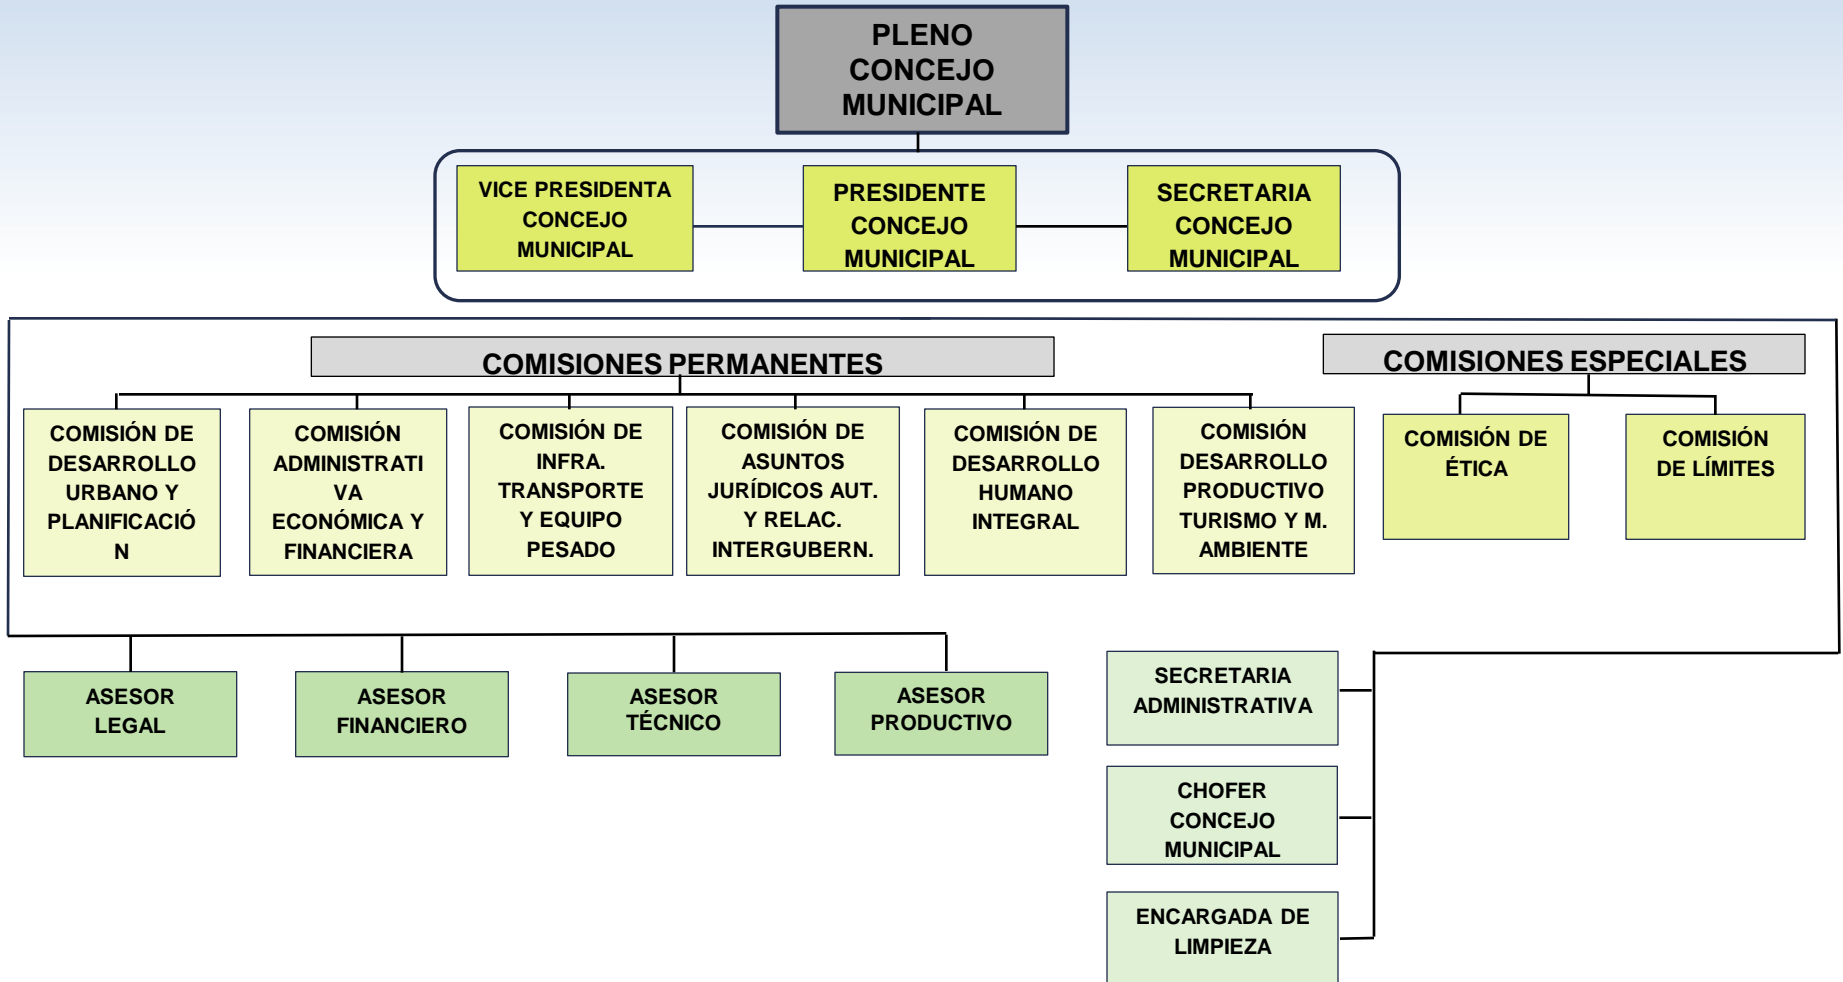 PLENO
CONCEJO
MUNICIPAL
VICE PRESIDENTA
CONCEJO
MUNICIPAL
PRESIDENTE
CONCEJO
MUNICIPAL
SECRETARIA
CONCEJO
MUNICIPAL
COMISIONES PERMANENTES
COMISIONES ESPECIALES
COMISIÓN DE
DESARROLLO
URBANO Y
PLANIFICACIÓ
N
COMISIÓN
ADMINISTRATI
VA
ECONÓMICA Y
FINANCIERA
COMISIÓN DE
INFRA.
TRANSPORTE
Y EQUIPO
PESADO
COMISIÓN DE
ASUNTOS
JURÍDICOS AUT.
Y RELAC.
INTERGUBERN.
COMISIÓN DE
DESARROLLO
HUMANO
INTEGRAL
COMISIÓN
DESARROLLO
PRODUCTIVO
TURISMO Y M.
AMBIENTE
COMISIÓN DE
ÉTICA
COMISIÓN
DE LÍMITES
ASESOR
LEGAL
ASESOR
FINANCIERO
ASESOR
TÉCNICO
ASESOR
PRODUCTIVO
SECRETARIA
ADMINISTRATIVA
CHOFER
CONCEJO
MUNICIPAL
ENCARGADA DE
LIMPIEZA